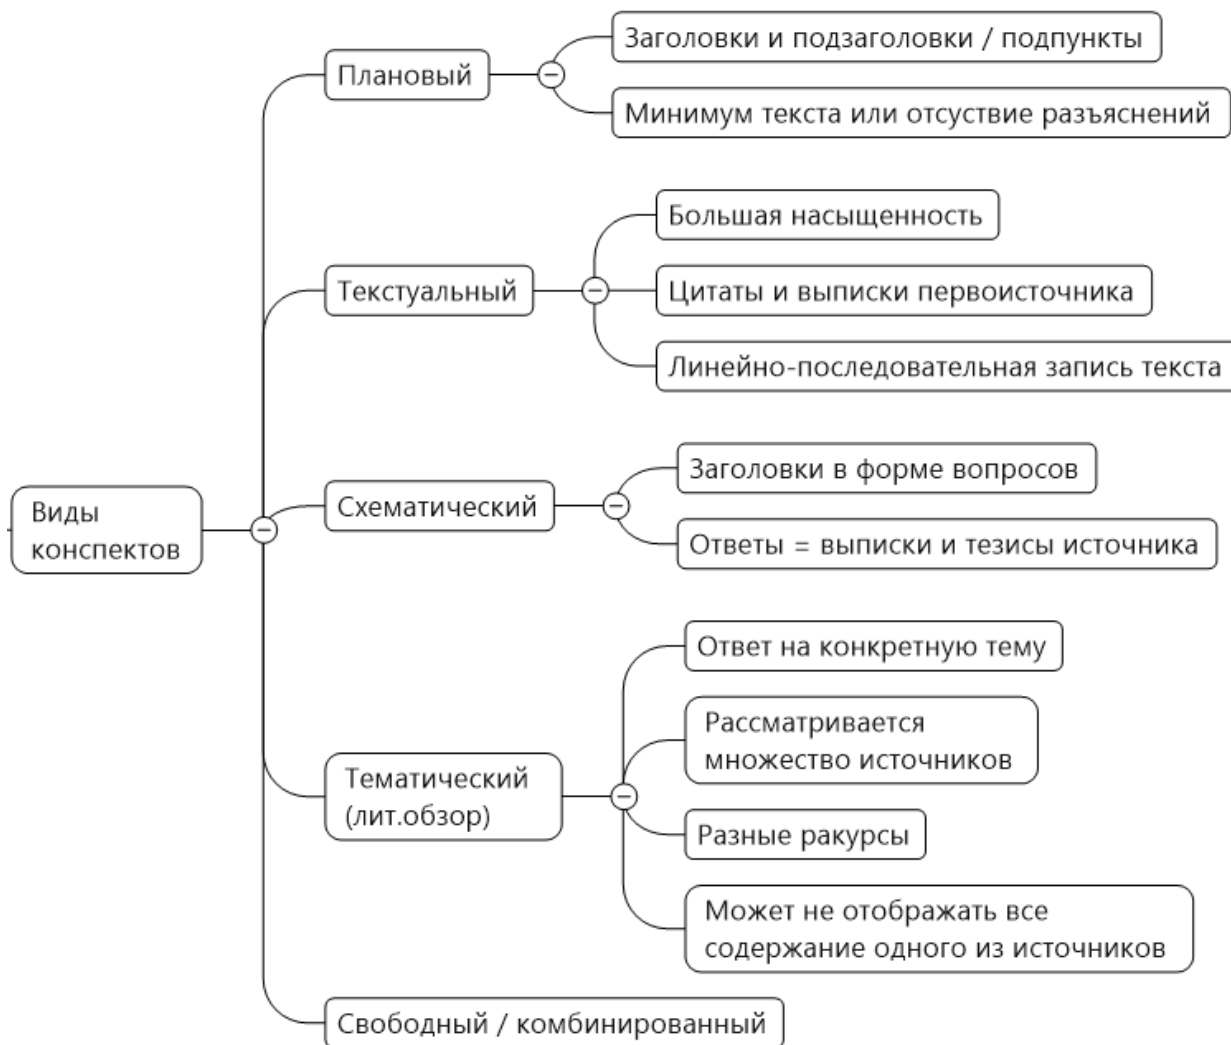 Виды
конспектов
Плановый
Заголовки и подзаголовки / подпункты
Минимум текста или отсуствие разъяснений
Текстуальный
Большая насыщенность
Цитаты и выписки первоисточника
Линейно-последовательная запись текста
Схематический
Заголовки в форме вопросов
Ответы = выписки и тезисы источника
Тематический
(лит.обзор)
Ответ на конкретную тему
Рассматривается
множество источников
Разные ракурсы
Может не отображать все
содержание одного из источников
Свободный / комбинированный